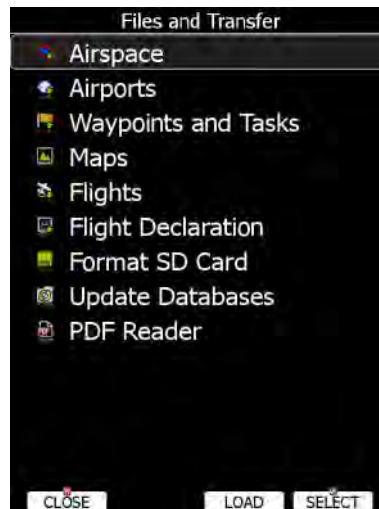 Files and Transfer
Airspace
Airports
Waypoints and Tasks
Maps
Flights
Flight Declaration
Format SD Card
Update Databases
PDF Reader
CLOSE LOAD SELECT